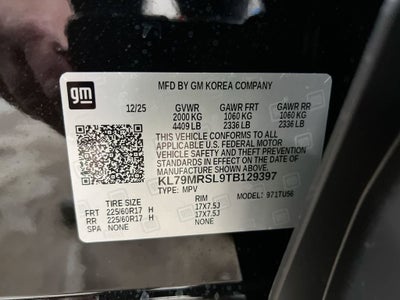 gm
MFD BY GM KOREA COMPANY
12/25 GVWR GAWR FRT GAWR RR
2000 KG 1060 KG 1060 KG
4409 LB 2336 LB 2336 LB
THIS VEHICLE CONFORMS TO ALL
APPLICABLE U.S. FEDERAL MOTOR
VEHICLE SAFETY AND THEFT PREVENTION
STANDARDS IN EFFECT ON THE DATE OF
MANUFACTURE SHOWN ABOVE.
KL79MRSL9TB129397
TYPE: MPV
TIRE SIZE RIM MODEL: 971TU56
FRT 225/60R17 H 17X7.5J
RR 225/60R17 H 17X7.5J
SPA NONE NONE